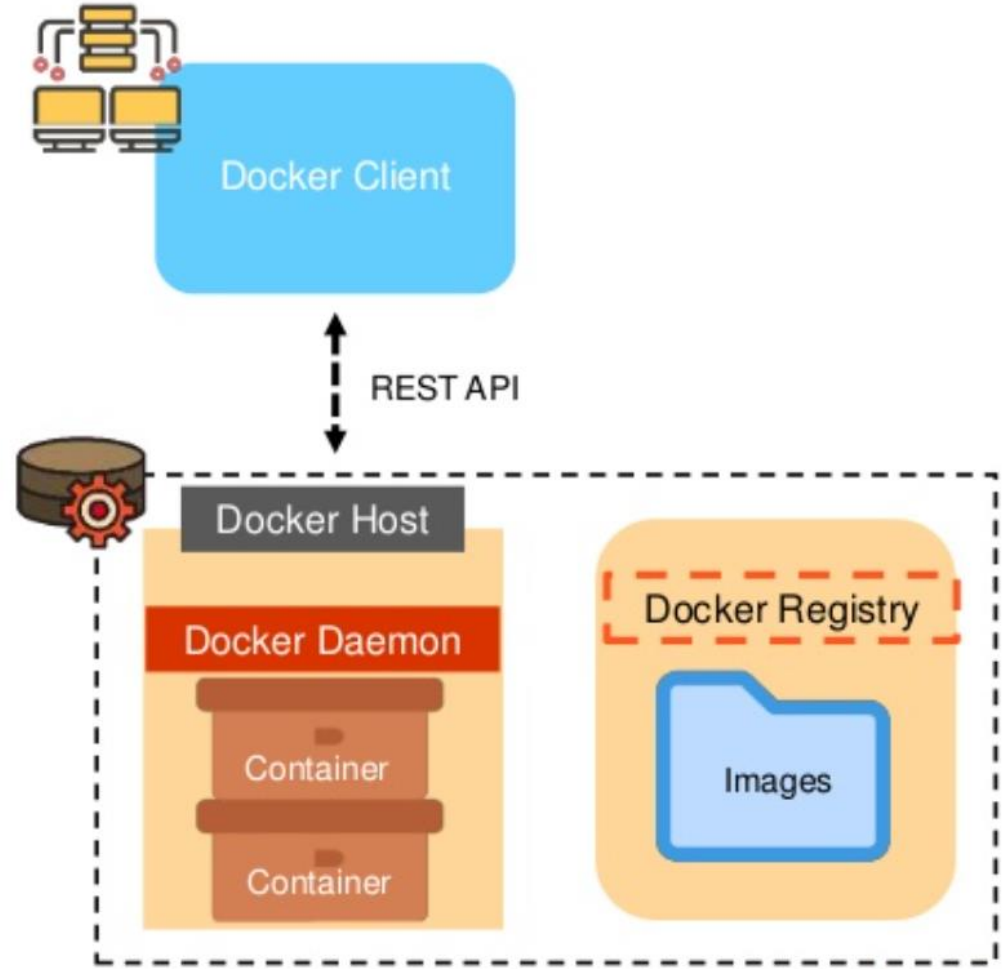 Docker Client
REST API
Docker Host
Docker Daemon
Container
Container
Docker Registry
Images